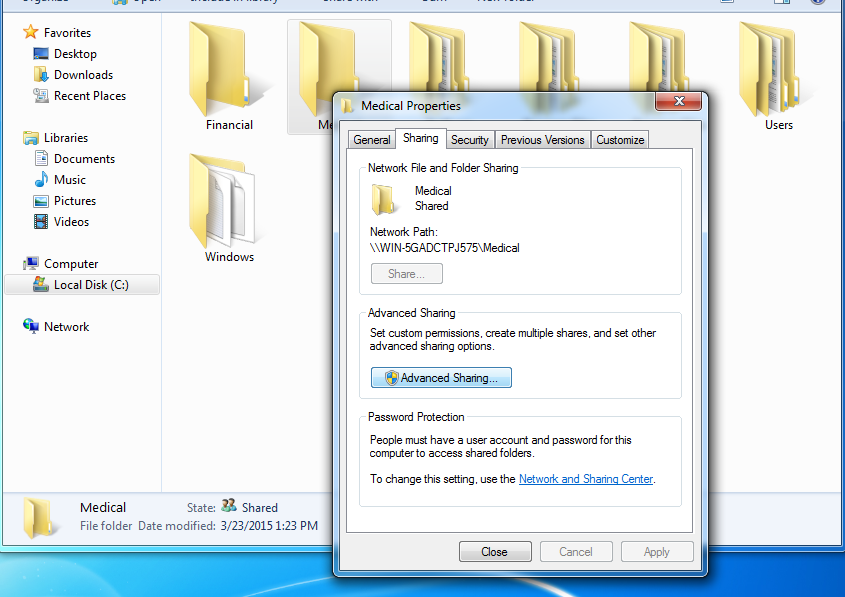 Favorites
Desktop
Downloads
Recent Places
Libraries
Documents
Music
Pictures
Videos
Computer
Local Disk (C:)
Network
Financial
Users
Windows
Medical Properties
General Sharing Security Previous Versions Customize
Network File and Folder Sharing
Medical
Shared
Network Path:
\\WIN-5GADCTPJ575\Medical
Share...
Advanced Sharing
Set custom permissions, create multiple shares, and set other
advanced sharing options.
Advanced Sharing...
Password Protection
People must have a user account and password for this
computer to access shared folders.
To change this setting, use the Network and Sharing Center.
Close Cancel Apply
Medical State: Shared
File folder Date modified: 3/23/2015 1:23 PM